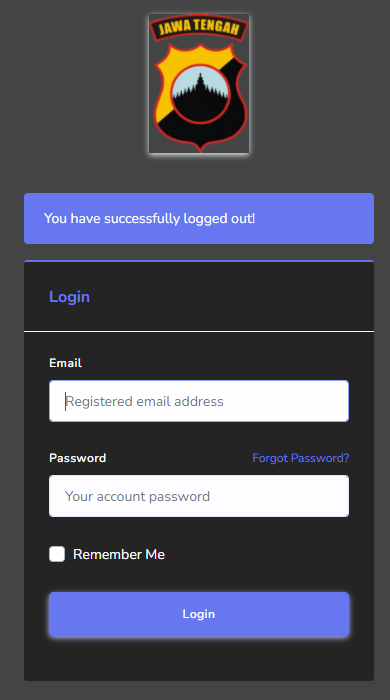 JAWA TENGAH
You have successfully logged out!
Login
Email
Registered email address
Password Forgot Password?
Your account password
Remember Me
Login